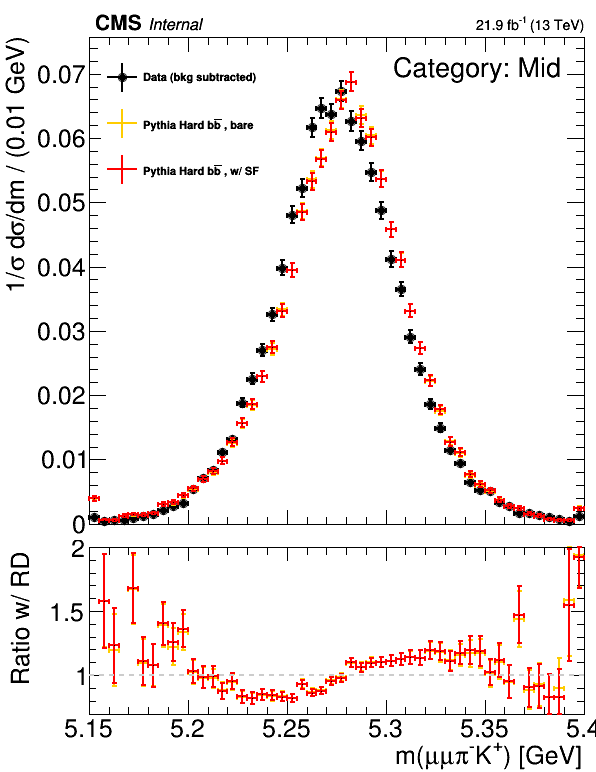 CMS Internal 21.9 fb⁻¹ (13 TeV)
Category: Mid
1/σ dσ/dm / (0.01 GeV)
Data (bkg subtracted)
Pythia Hard bb̅ , bare
Pythia Hard bb̅ , w/ SF
0.07
0.06
0.05
0.04
0.03
0.02
0.01
0
Ratio w/ RD
2
1.5
1
5.15 5.2 5.25 5.3 5.35 5.4
m(μμπ⁻K⁺) [GeV]